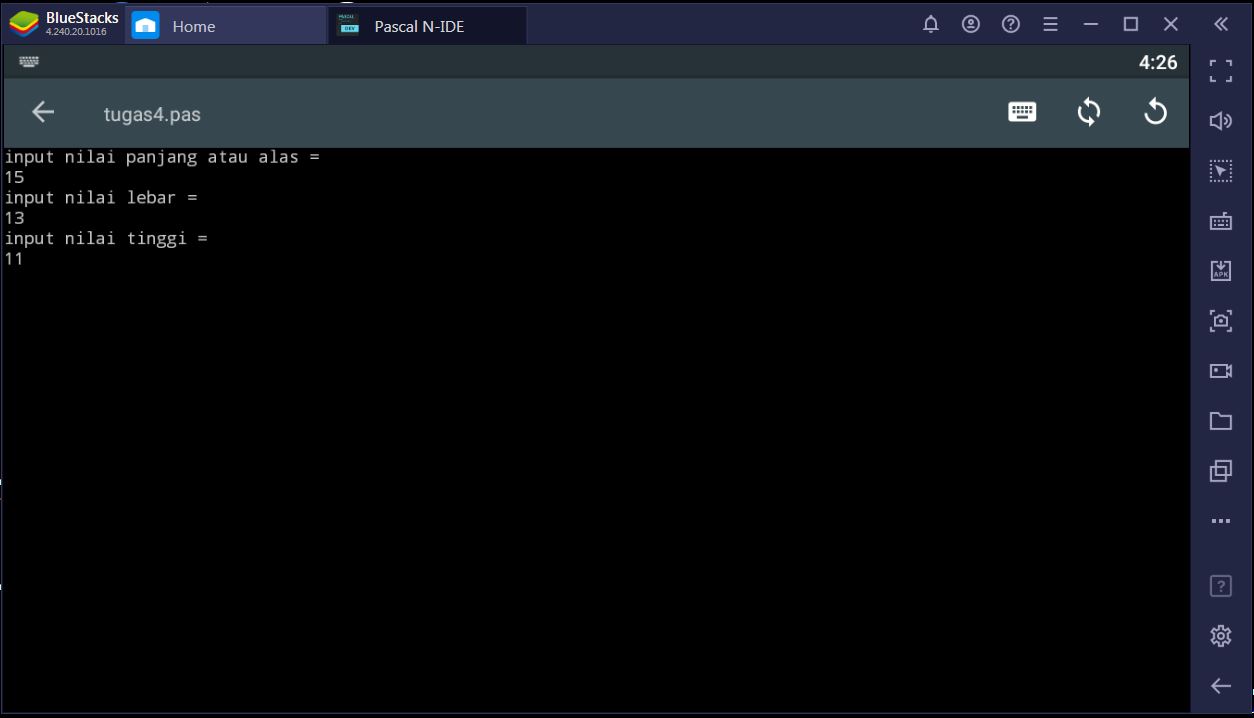 BlueStacks
4.240.20.1016
Home
Pascal N-IDE
4:26
tugas4.pas
input nilai panjang atau alas =
15
input nilai lebar =
13
input nilai tinggi =
11